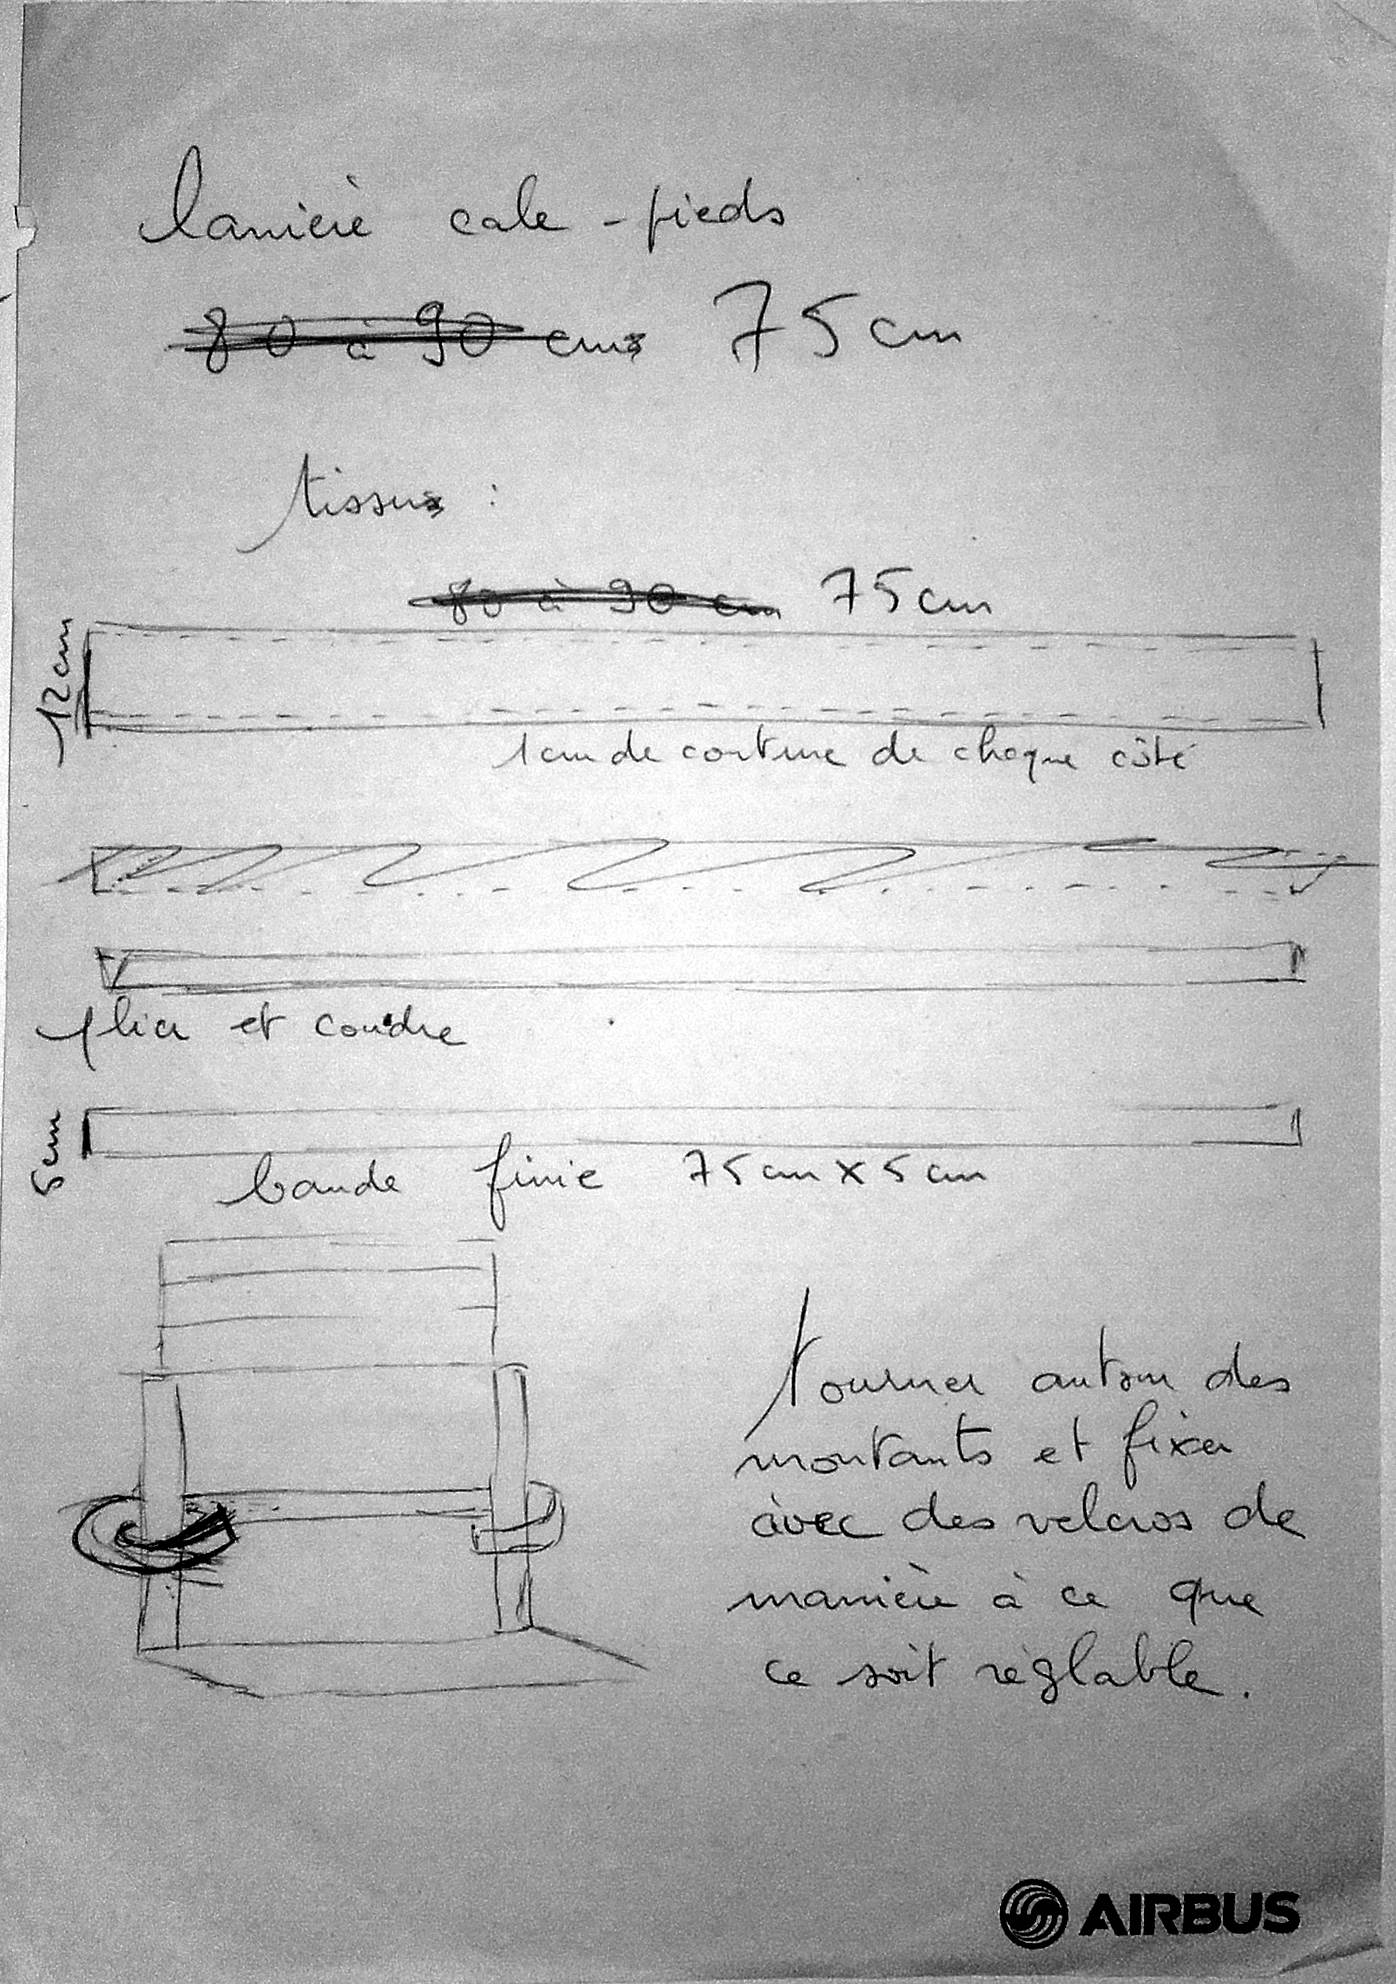 lanière cale-pieds
80 à 90 cms 75cm
tissus :
80 à 90 cm 75cm
12cm
1cm de couture de chaque côté
plier et coudre
5cm
bande finie 75cm x 5cm
tourner autour des
montants et fixer
avec des velcros de
manière à ce que
ce soit réglable.
AIRBUS